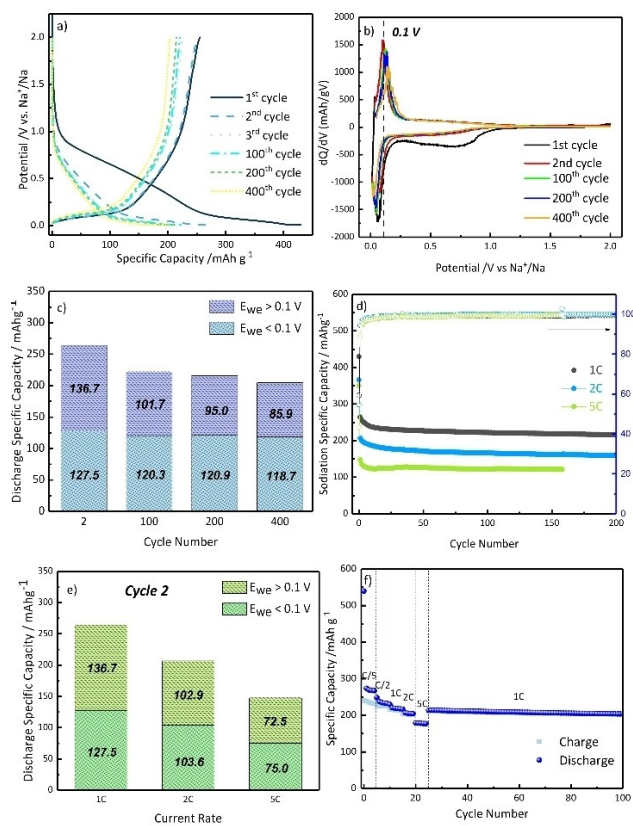 a)
2.0
1.5
1.0
0.5
0.0
Potential /V vs. Na⁺/Na
1ˢᵗ cycle
2ⁿᵈ cycle
3ʳᵈ cycle
100ᵗʰ cycle
200ᵗʰ cycle
400ᵗʰ cycle
0 100 200 300 400
Specific Capacity /mAh g⁻¹
b)
0.1 V
2000
1500
1000
500
0
-500
-1000
-1500
-2000
dQ/dV (mAh/gV)
1st cycle
2nd cycle
100ᵗʰ cycle
200ᵗʰ cycle
400ᵗʰ cycle
0.0 0.5 1.0 1.5 2.0
Potential /V vs Na⁺/Na
c)
350
300
250
200
150
100
50
0
Discharge Specific Capacity / mAhg⁻¹
Ewe > 0.1 V
Ewe < 0.1 V
136.7 101.7 95.0 85.9
127.5 120.3 120.9 118.7
2 100 200 400
Cycle Number
d)
600
550
500
450
400
350
300
250
200
150
100
50
0
Sodiation Specific Capacity / mAhg⁻¹
1C
2C
5C
100
80
60
40
20
0
0 50 100 150 200
Cycle Number
e)
Cycle 2
350
300
250
200
150
100
50
0
Discharge Specific Capacity / mAhg⁻¹
Ewe > 0.1 V
Ewe < 0.1 V
136.7 102.9 72.5
127.5 103.6 75.0
1C 2C 5C
Current Rate
f)
600
500
400
300
200
100
0
Specific Capacity /mAh g⁻¹
C/5 C/2 1C 2C 5C 1C
Charge
Discharge
0 20 40 60 80 100
Cycle Number